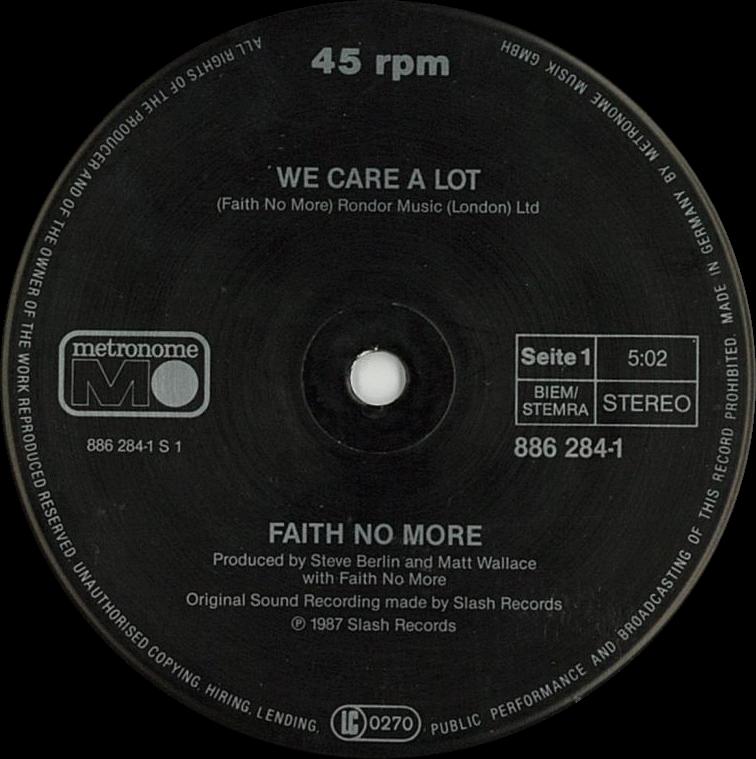 45 rpm
WE CARE A LOT
(Faith No More) Rondor Music (London) Ltd
metronome
MO
886 284-1 S 1
Seite 1
5:02
BIEM/
STEMRA
STEREO
886 284-1
FAITH NO MORE
Produced by Steve Berlin and Matt Wallace
with Faith No More
Original Sound Recording made by Slash Records
℗ 1987 Slash Records
ALL RIGHTS OF THE PRODUCER AND OF THE OWNER OF THE WORK REPRODUCED RESERVED. UNAUTHORISED COPYING, HIRING, LENDING, PUBLIC PERFORMANCE AND BROADCASTING OF THIS RECORD PROHIBITED. MADE IN GERMANY BY METRONOME MUSIK GMBH
LC 0270